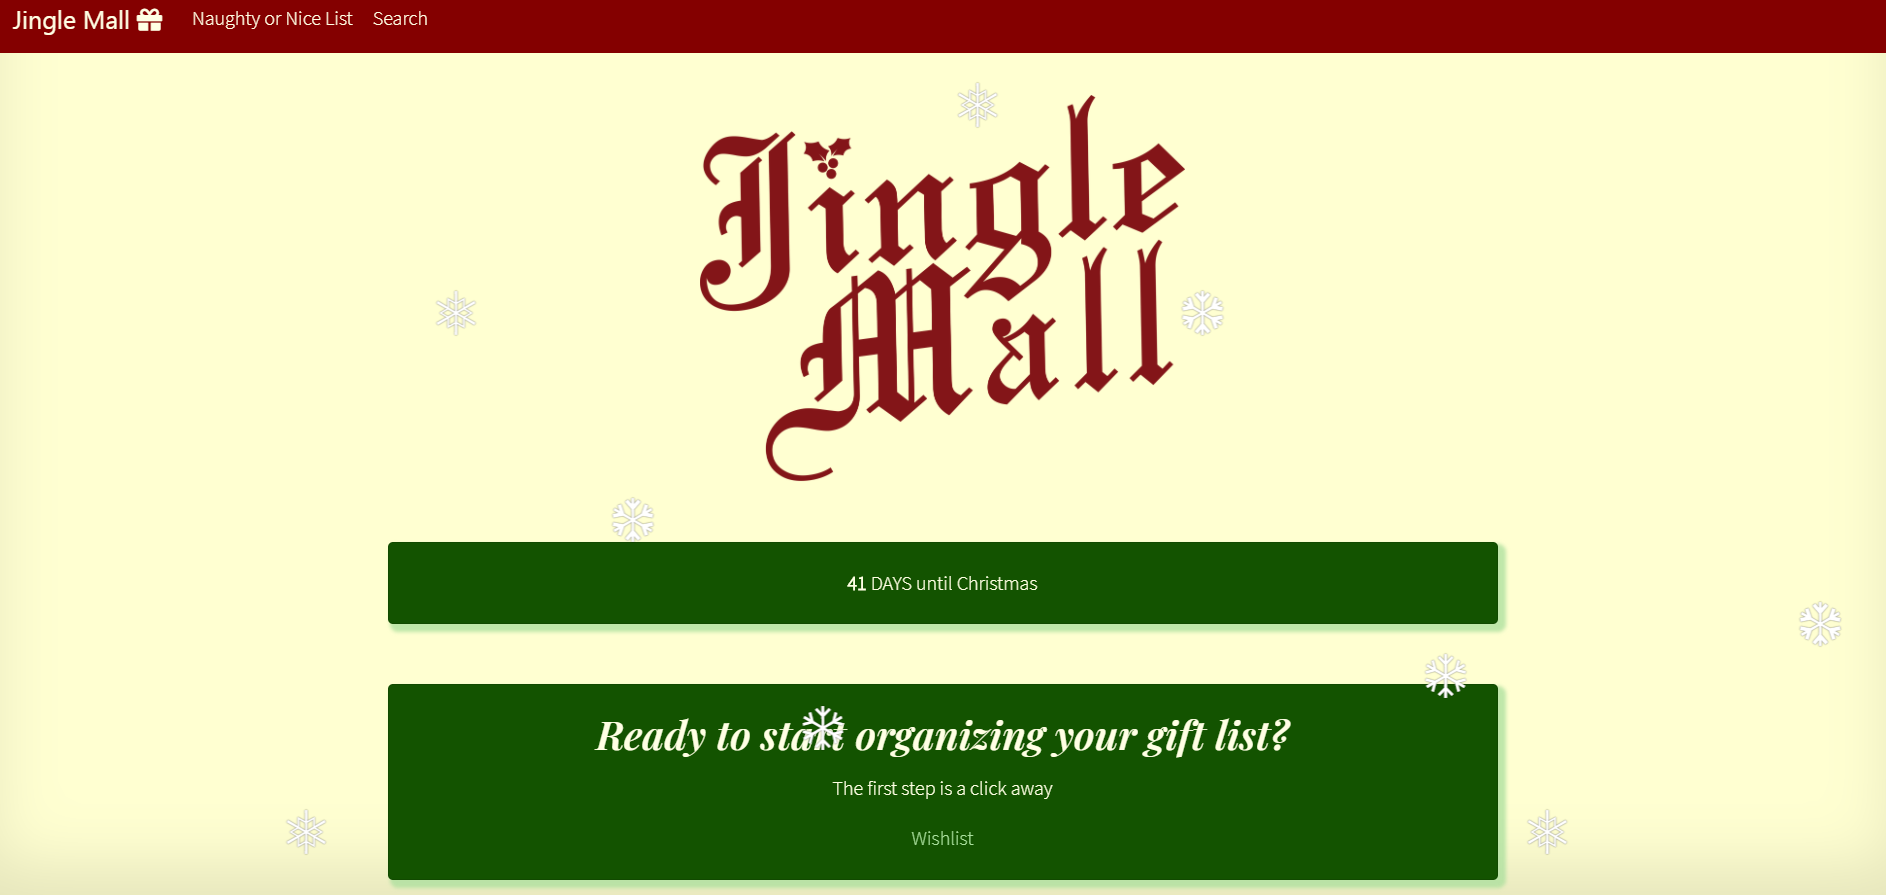 Jingle Mall
Naughty or Nice List
Search
Jingle
Mall
41 DAYS until Christmas
Ready to start organizing your gift list?
The first step is a click away
Wishlist